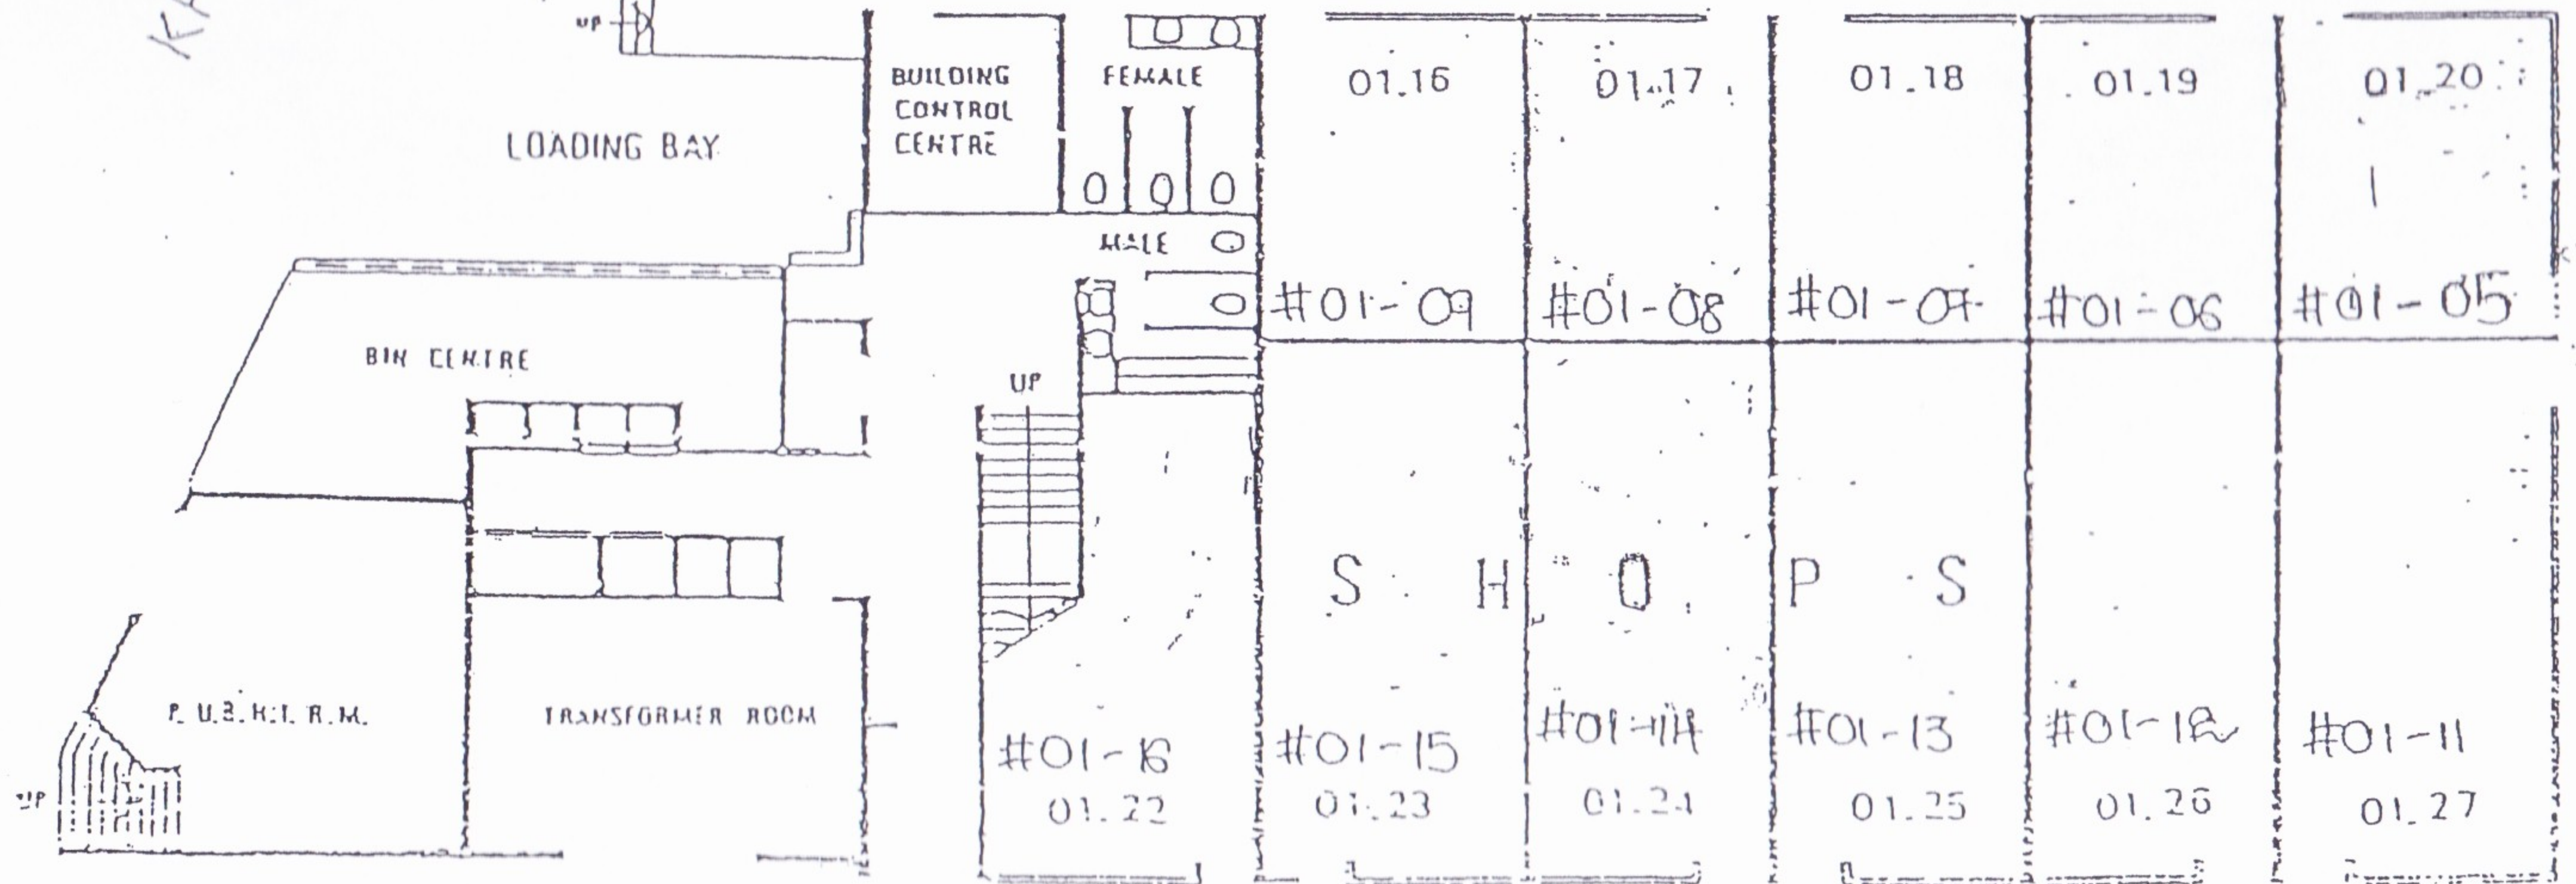 UP
BUILDING
CONTROL
CENTRE
FEMALE
01.16
01.17
01.18
01.19
01.20
LOADING BAY
MALE
#01-09
#01-08
#01-07
#01-06
#01-05
BIN CENTRE
UP
S H O P S
P. U.B. H.T. R.M.
TRANSFORMER ROOM
#01-16
#01-15
#01-14
#01-13
#01-12
#01-11
UP
01.22
01.23
01.24
01.25
01.26
01.27